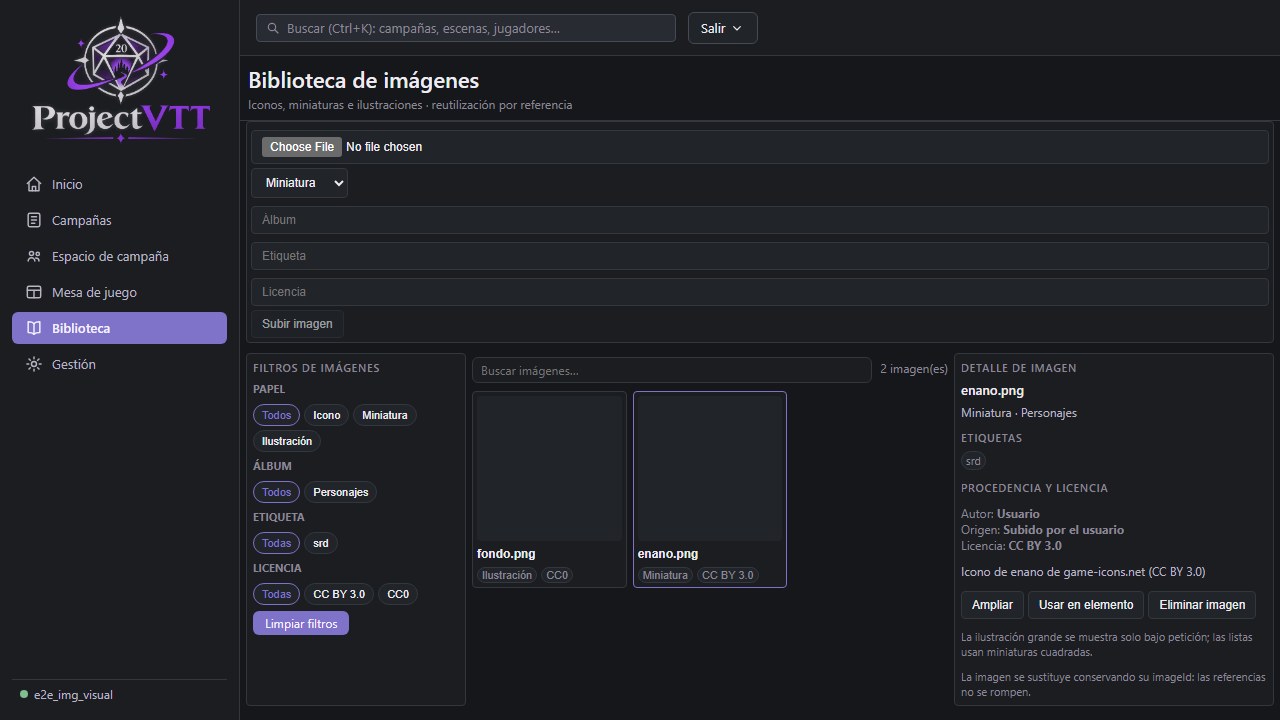 20
ProjectVTT
Inicio
Campañas
Espacio de campaña
Mesa de juego
Biblioteca
Gestión
e2e_img_visual
Buscar (Ctrl+K): campañas, escenas, jugadores...
Salir
Biblioteca de imágenes
Iconos, miniaturas e ilustraciones · reutilización por referencia
Choose File No file chosen
Miniatura
Álbum
Etiqueta
Licencia
Subir imagen
FILTROS DE IMÁGENES
PAPEL
Todos Icono Miniatura
Ilustración
ÁLBUM
Todos Personajes
ETIQUETA
Todas srd
LICENCIA
Todas CC BY 3.0 CC0
Limpiar filtros
Buscar imágenes...
2 imagen(es)
fondo.png
Ilustración CC0
enano.png
Miniatura CC BY 3.0
DETALLE DE IMAGEN
enano.png
Miniatura · Personajes
ETIQUETAS
srd
PROCEDENCIA Y LICENCIA
Autor: Usuario
Origen: Subido por el usuario
Licencia: CC BY 3.0
Icono de enano de game-icons.net (CC BY 3.0)
Ampliar Usar en elemento Eliminar imagen
La ilustración grande se muestra solo bajo petición; las listas
usan miniaturas cuadradas.
La imagen se sustituye conservando su imageId: las referencias
no se rompen.